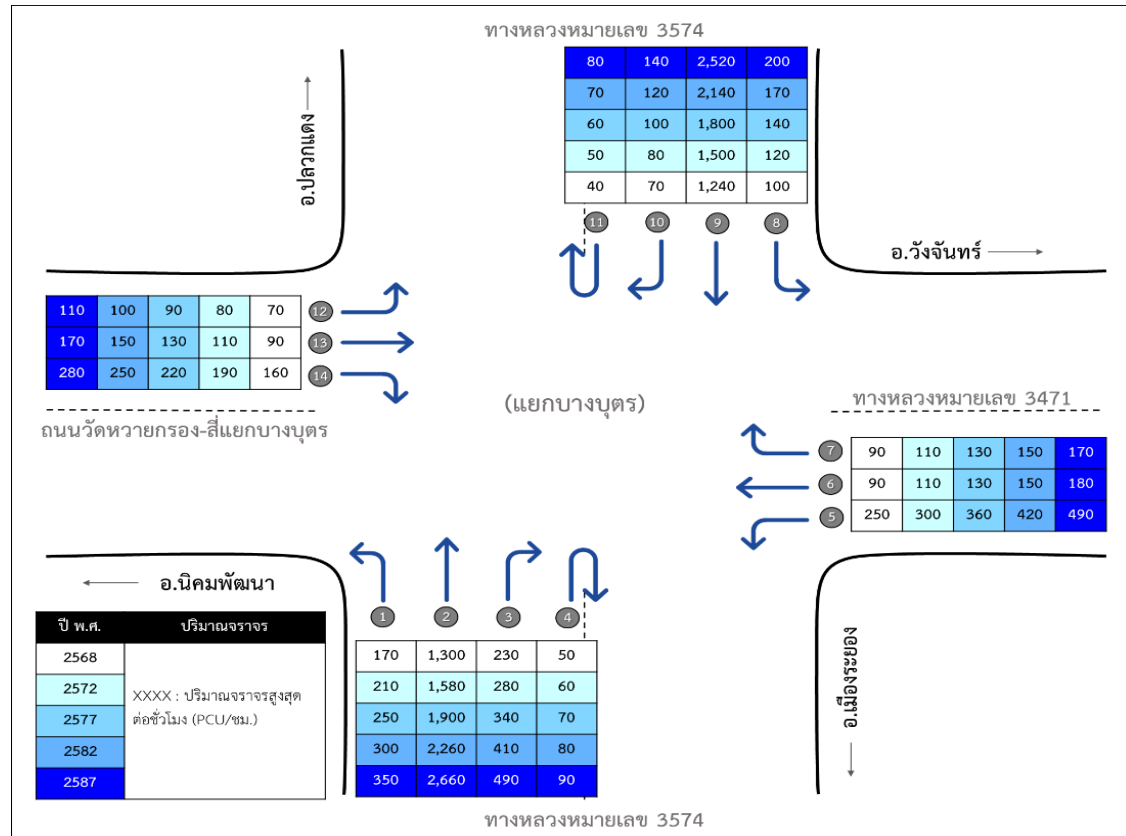 ทางหลวงหมายเลข 3574
80 140 2,520 200
70 120 2,140 170
60 100 1,800 140
50 80 1,500 120
40 70 1,240 100
11 10 9 8
อ.ปลวกแดง
อ.วังจันทร์
110 100 90 80 70 12
170 150 130 110 90 13
280 250 220 190 160 14
ถนนวัดหวายกรอง-สี่แยกบางบุตร
(แยกบางบุตร)
ทางหลวงหมายเลข 3471
7 90 110 130 150 170
6 90 110 130 150 180
5 250 300 360 420 490
อ.นิคมพัฒนา
1 2 3 4
170 1,300 230 50
210 1,580 280 60
250 1,900 340 70
300 2,260 410 80
350 2,660 490 90
ปี พ.ศ. ปริมาณจราจร
2568
2572
2577
2582
2587
XXXX : ปริมาณจราจรสูงสุด
ต่อชั่วโมง (PCU/ชม.)
อ.เมืองระยอง
ทางหลวงหมายเลข 3574